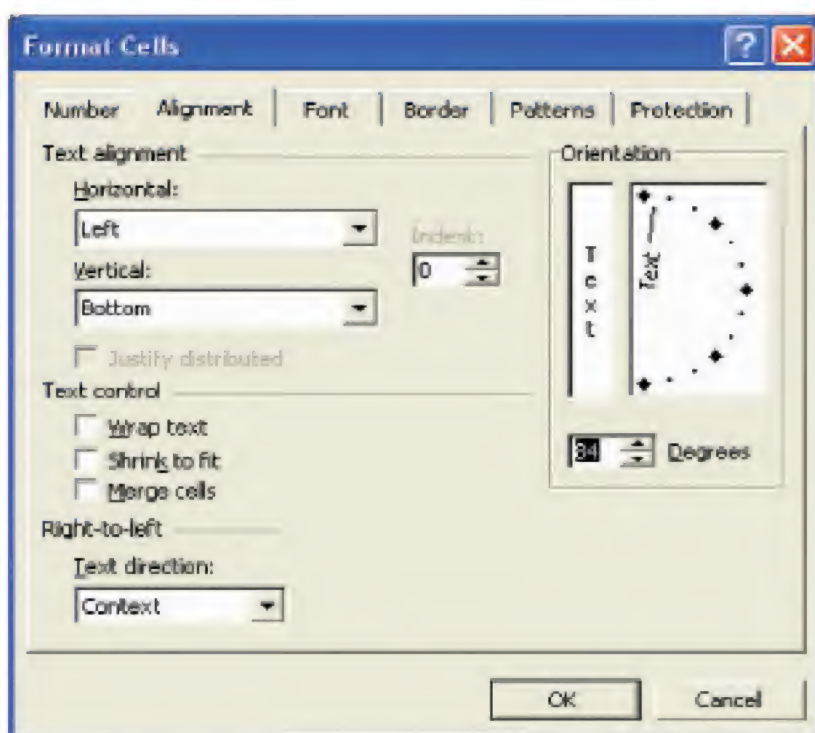 Format Cells
Number Alignment Font Border Patterns Protection
Text alignment
Horizontal:
Left
Indent:
0
Vertical:
Bottom
Justify distributed
Text control
Wrap text
Shrink to fit
Merge cells
Right-to-left
Text direction:
Context
Orientation
Text
Text
84 Degrees
OK Cancel